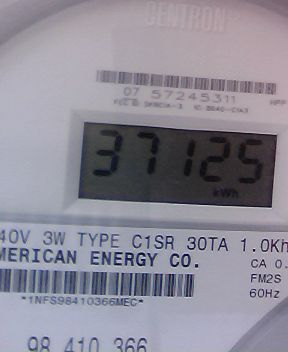 CENTRON
07 57245311
37125
kWh
40V 3W TYPE C1SR 30TA 1.0Kh
MERICAN ENERGY CO.
CA 0.
FM2S
60Hz
*1NFS98410366MEC*
98 410 366